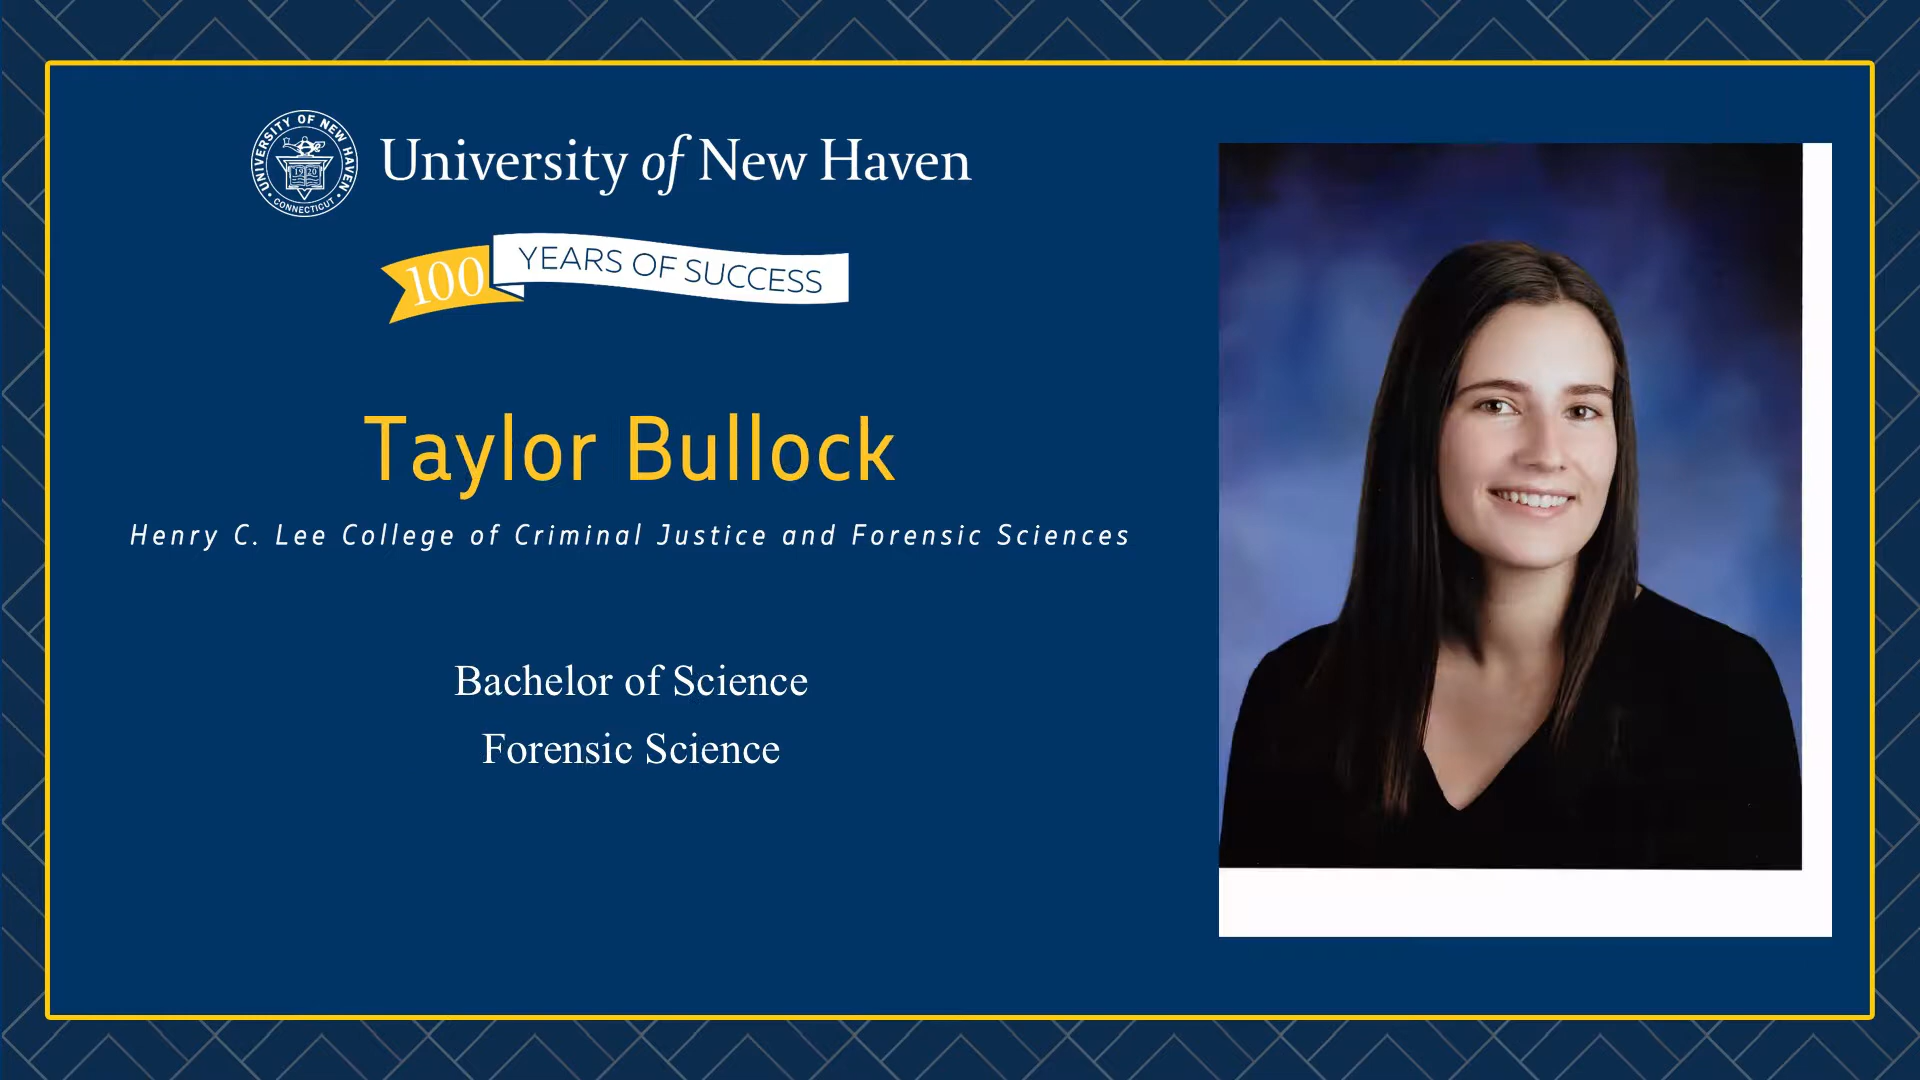 UNIVERSITY OF NEW HAVEN
1920
CONNECTICUT
University of New Haven
100 YEARS OF SUCCESS
Taylor Bullock
Henry C. Lee College of Criminal Justice and Forensic Sciences
Bachelor of Science
Forensic Science